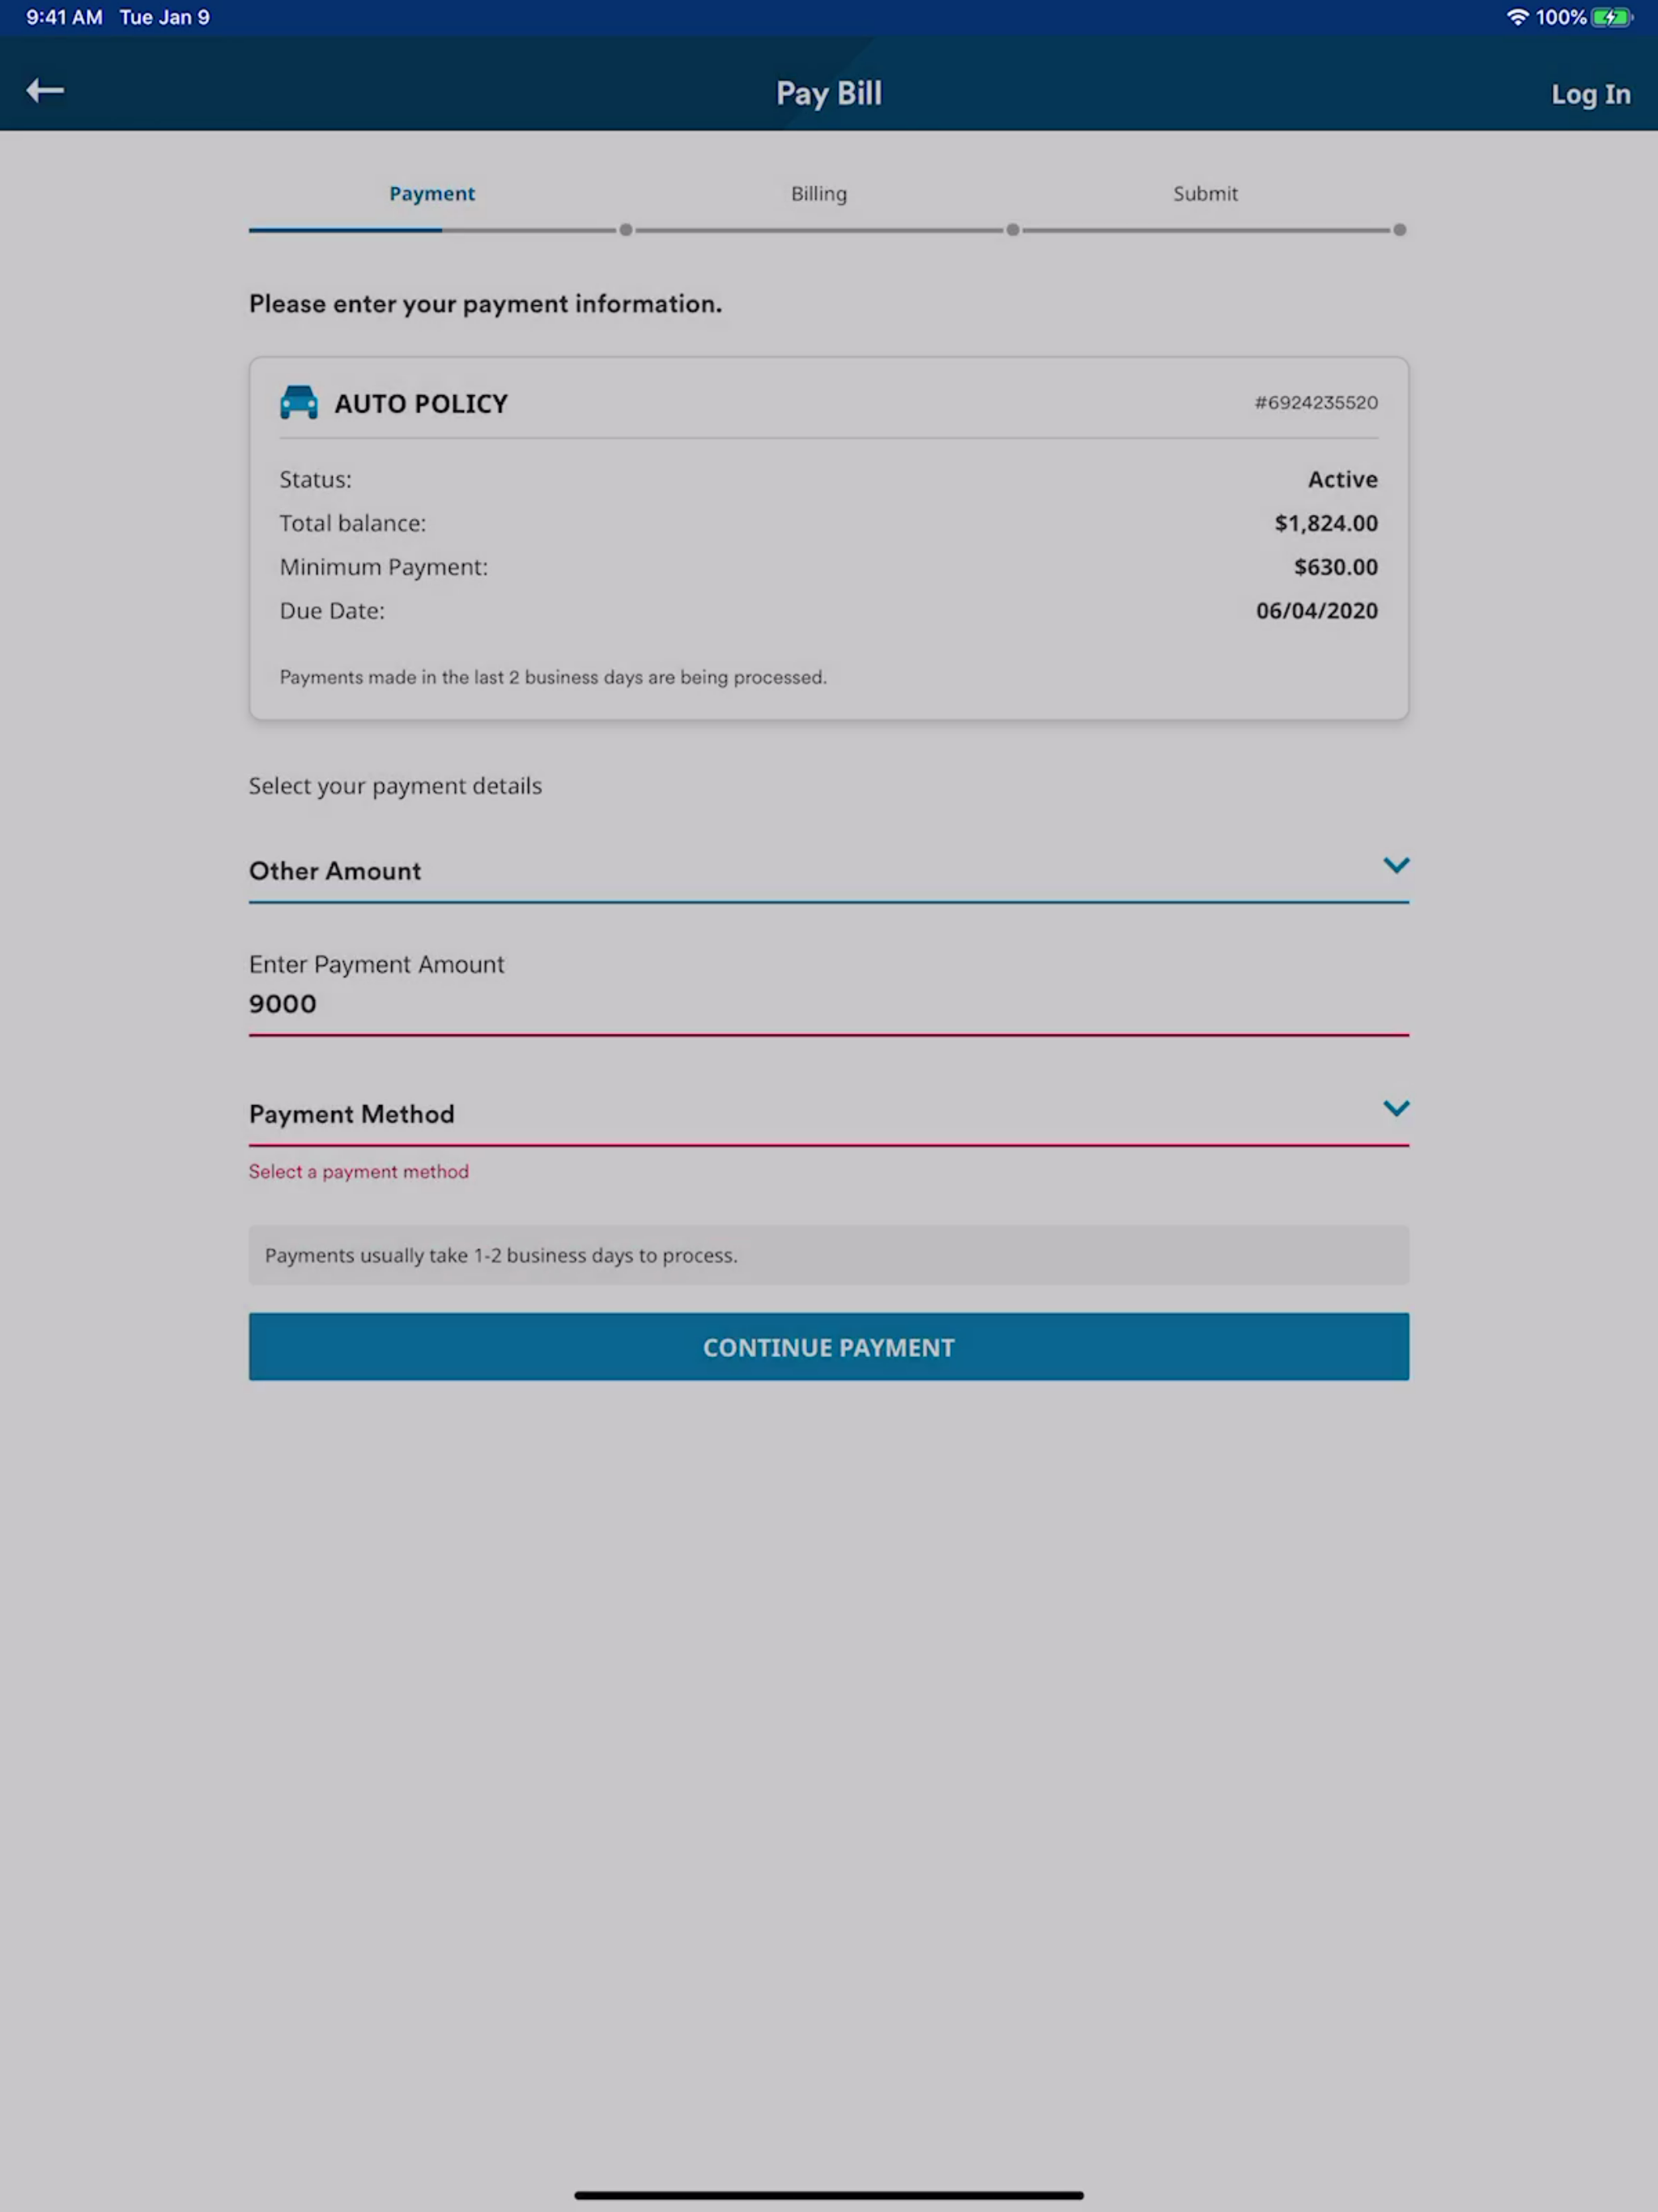 9:41 AM Tue Jan 9 100%
Pay Bill Log In
Payment Billing Submit
Please enter your payment information.
AUTO POLICY #6924235520
Status: Active
Total balance: $1,824.00
Minimum Payment: $630.00
Due Date: 06/04/2020
Payments made in the last 2 business days are being processed.
Select your payment details
Other Amount
Enter Payment Amount
9000
Payment Method
Select a payment method
Payments usually take 1-2 business days to process.
CONTINUE PAYMENT